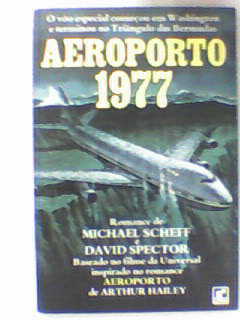 O vôo especial começou em Washington
e terminou no Triângulo das Bermudas
AEROPORTO
1977
Romance de
MICHAEL SCHEFF
e
DAVID SPECTOR
Baseado no filme da Universal
inspirado no romance
AEROPORTO
de ARTHUR HAILEY